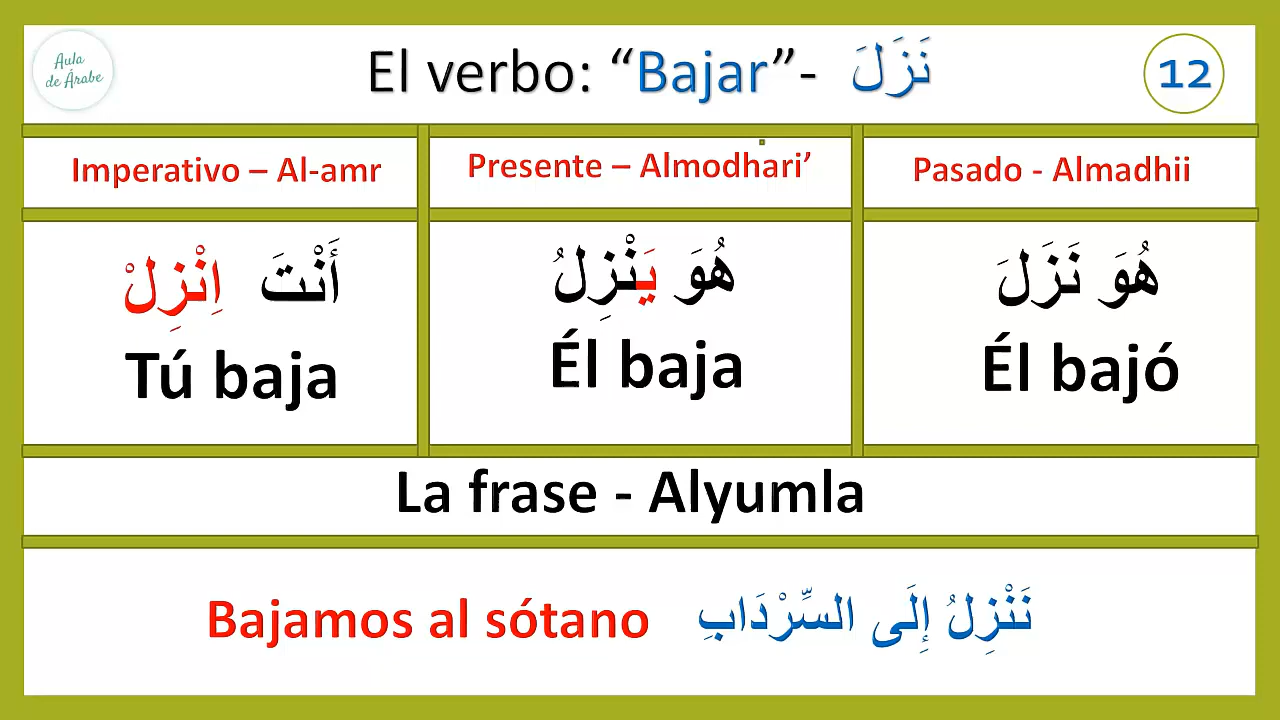 Aula
de Árabe
El verbo: “Bajar”- نَزَلَ
12
Imperativo – Al-amr
Presente – Almodhari’
Pasado - Almadhii
أَنْتَ اِنْزِلْ
Tú baja
هُوَ يَنْزِلُ
Él baja
هُوَ نَزَلَ
Él bajó
La frase - Alyumla
Bajamos al sótano نَنْزِلُ إِلَى السِّرْدَابِ